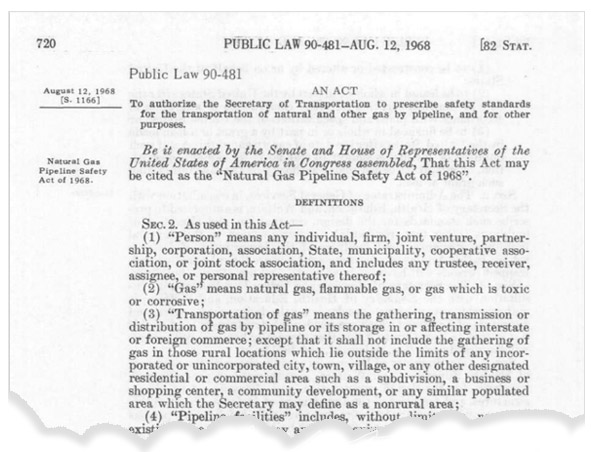 720
PUBLIC LAW 90-481-AUG. 12, 1968
[82 STAT.
Public Law 90-481
August 12, 1968
[S. 1166]
AN ACT
To authorize the Secretary of Transportation to prescribe safety standards
for the transportation of natural and other gas by pipeline, and for other
purposes.
Natural Gas
Pipeline Safety
Act of 1968.
Be it enacted by the Senate and House of Representatives of the
United States of America in Congress assembled, That this Act may
be cited as the “Natural Gas Pipeline Safety Act of 1968”.
DEFINITIONS
SEC. 2. As used in this Act—
(1) “Person” means any individual, firm, joint venture, partner-
ship, corporation, association, State, municipality, cooperative asso-
ciation, or joint stock association, and includes any trustee, receiver,
assignee, or personal representative thereof;
(2) “Gas” means natural gas, flammable gas, or gas which is toxic
or corrosive;
(3) “Transportation of gas” means the gathering, transmission or
distribution of gas by pipeline or its storage in or affecting interstate
or foreign commerce; except that it shall not include the gathering of
gas in those rural locations which lie outside the limits of any incor-
porated or unincorporated city, town, village, or any other designated
residential or commercial area such as a subdivision, a business or
shopping center, a community development, or any similar populated
area which the Secretary may define as a nonrural area;
(4) “Pipeline facilities” includes, without